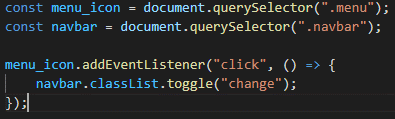 const menu_icon = document.querySelector(".menu");
const navbar = document.querySelector(".navbar");
menu_icon.addEventListener("click", () => {
navbar.classList.toggle("change");
});